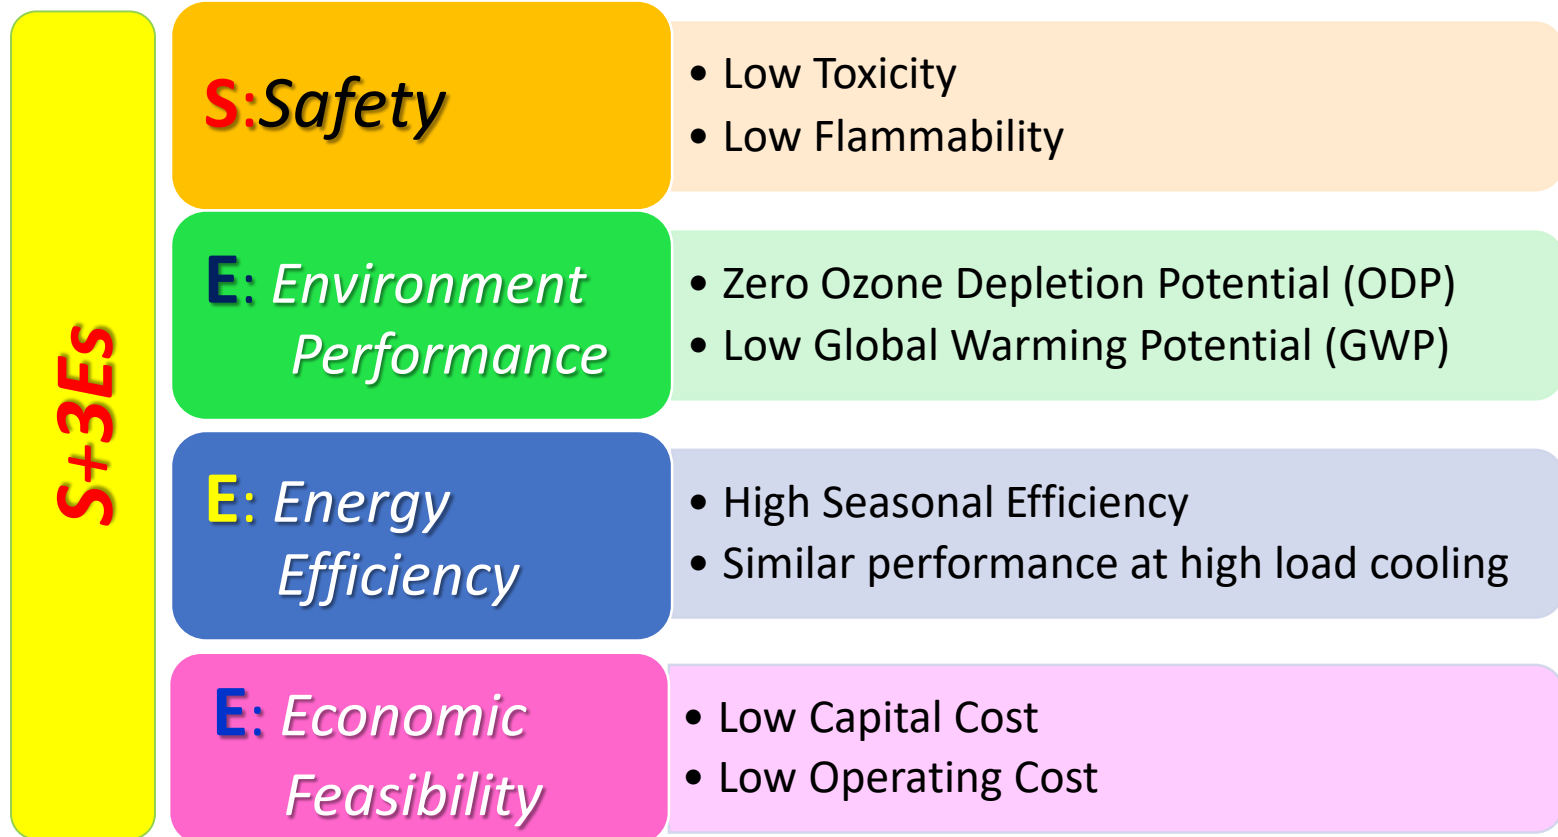 S+3Es
S:Safety
• Low Toxicity
• Low Flammability
E: Environment
Performance
• Zero Ozone Depletion Potential (ODP)
• Low Global Warming Potential (GWP)
E: Energy
Efficiency
• High Seasonal Efficiency
• Similar performance at high load cooling
E: Economic
Feasibility
• Low Capital Cost
• Low Operating Cost